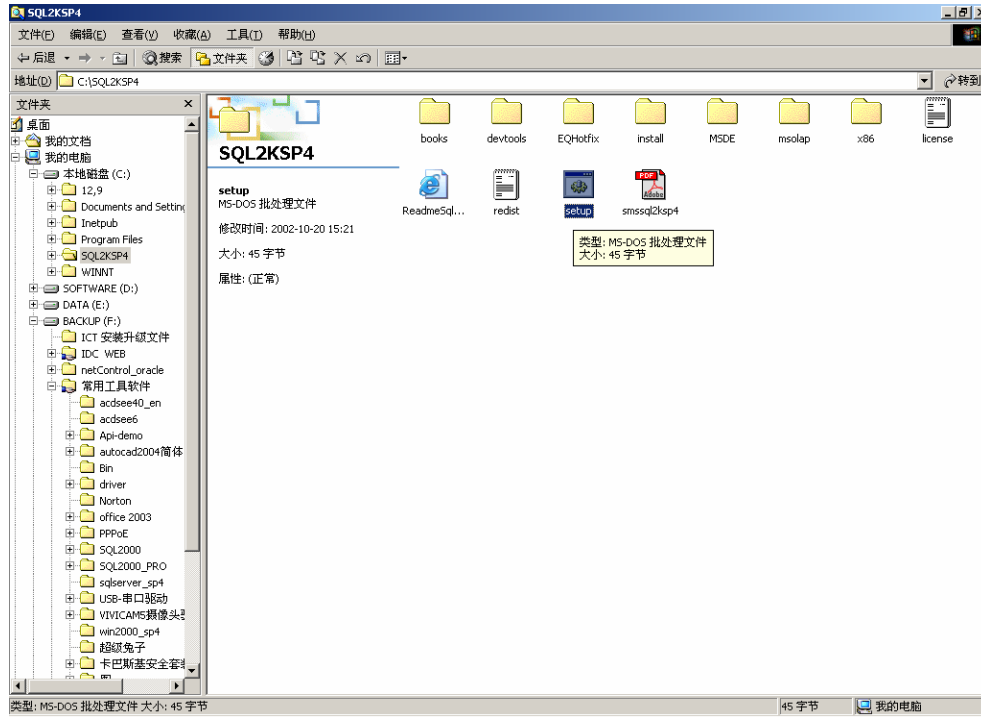 SQL2KSP4
文件(F) 编辑(E) 查看(V) 收藏(A) 工具(T) 帮助(H)
后退 搜索 文件夹
地址(D) C:\SQL2KSP4 转到
文件夹
桌面
我的文档
我的电脑
本地磁盘 (C:)
12,9
Documents and Setting
Inetpub
Program Files
SQL2KSP4
WINNT
SOFTWARE (D:)
DATA (E:)
BACKUP (F:)
ICT 安装升级文件
IDC WEB
netControl_oracle
常用工具软件
acdsee40_en
acdsee6
Api-demo
autocad2004简体
Bin
driver
Norton
office 2003
PPPoE
SQL2000
SQL2000_PRO
sqlserver_sp4
USB-串口驱动
VIVICAM5摄像头
win2000_sp4
超级兔子
卡巴斯基安全套
SQL2KSP4
setup
MS-DOS 批处理文件
修改时间: 2002-10-20 15:21
大小: 45 字节
属性: (正常)
books devtools EQHotfix install MSDE msolap x86 license
ReadmeSql... redist setup smssql2ksp4
PDF
Adobe
类型: MS-DOS 批处理文件
大小: 45 字节
类型: MS-DOS 批处理文件 大小: 45 字节 45 字节 我的电脑